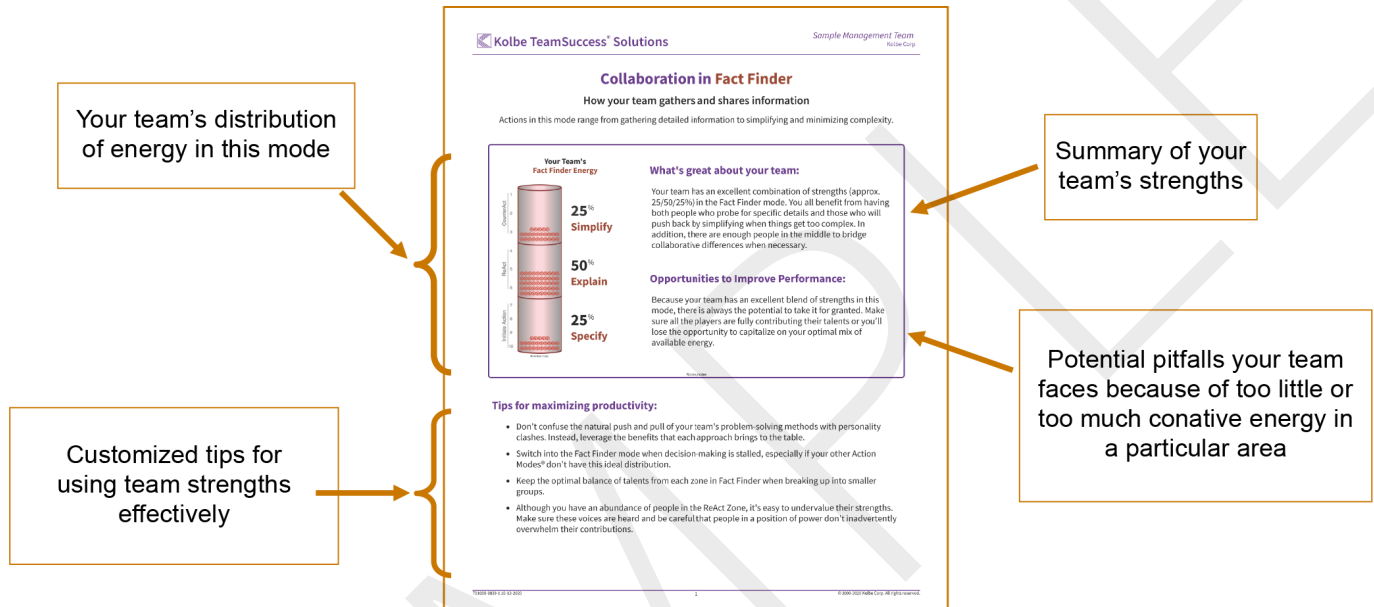 Kolbe TeamSuccess® Solutions
Sample Management Team
Kolbe Corp
Collaboration in Fact Finder
How your team gathers and shares information
Actions in this mode range from gathering detailed information to simplifying and minimizing complexity.
Your team's distribution
of energy in this mode
Your Team's
Fact Finder Energy
CounterAct
ReAct
Initiate Action
25%
Simplify
50%
Explain
25%
Specify
What's great about your team:
Your team has an excellent combination of strengths (approx.
25/50/25%) in the Fact Finder mode. You all benefit from having
both people who probe for specific details and those who will
push back by simplifying when things get too complex. In
addition, there are enough people in the middle to bridge
collaborative differences when necessary.
Opportunities to Improve Performance:
Because your team has an excellent blend of strengths in this
mode, there is always the potential to take it for granted. Make
sure all the players are fully contributing their talents or you'll
lose the opportunity to capitalize on your optimal mix of
available energy.
Summary of your
team's strengths
Potential pitfalls your team
faces because of too little or
too much conative energy in
a particular area
Customized tips for
using team strengths
effectively
Tips for maximizing productivity:
• Don't confuse the natural push and pull of your team's problem-solving methods with personality
clashes. Instead, leverage the benefits that each approach brings to the table.
• Switch into the Fact Finder mode when decision-making is stalled, especially if your other Action
Modes® don't have this ideal distribution.
• Keep the optimal balance of talents from each zone in Fact Finder when breaking up into smaller
groups.
• Although you have an abundance of people in the ReAct Zone, it's easy to undervalue their strengths.
Make sure these voices are heard and be careful that people in a position of power don't inadvertently
overwhelm their contributions.
1